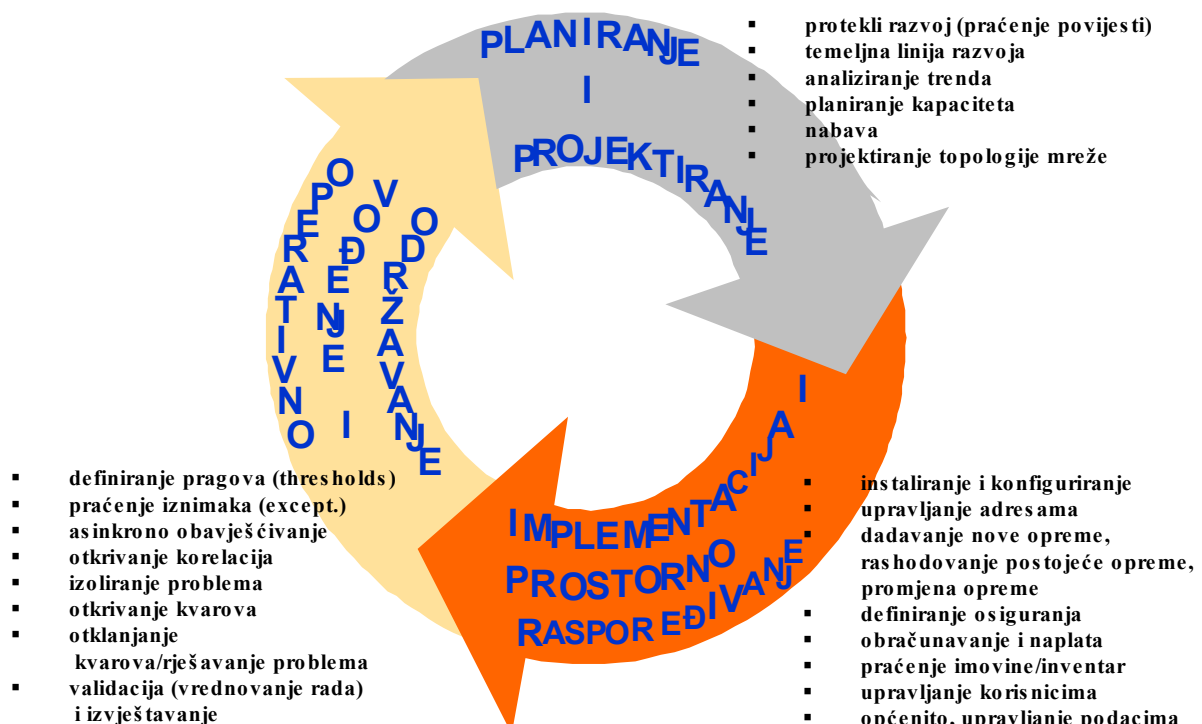 PLANIRANJE
I
PROJEKTIRANJE
▪ protekli razvoj (praćenje povijesti)
▪ temeljna linija razvoja
▪ analiziranje trenda
▪ planiranje kapaciteta
▪ nabava
▪ projektiranje topologije mreže
IMPLEMENTACIJA I
PROSTORNO
RASPOREĐIVANJE
▪ instaliranje i konfiguriranje
▪ upravljanje adresama
▪ dadavanje nove opreme,
rashodovanje postojeće opreme,
promjena opreme
▪ definiranje osiguranja
▪ obračunavanje i naplata
▪ praćenje imovine/inventar
▪ upravljanje korisnicima
▪ općenito, upravljanje podacima
OPERATIVNO
VOĐENJE I
ODRŽAVANJE
▪ definiranje pragova (thresholds)
▪ praćenje iznimaka (except.)
▪ asinkrono obavješćivanje
▪ otkrivanje korelacija
▪ izoliranje problema
▪ otkrivanje kvarova
▪ otklanjanje
kvarova/rješavanje problema
▪ validacija (vrednovanje rada)
i izvještavanje